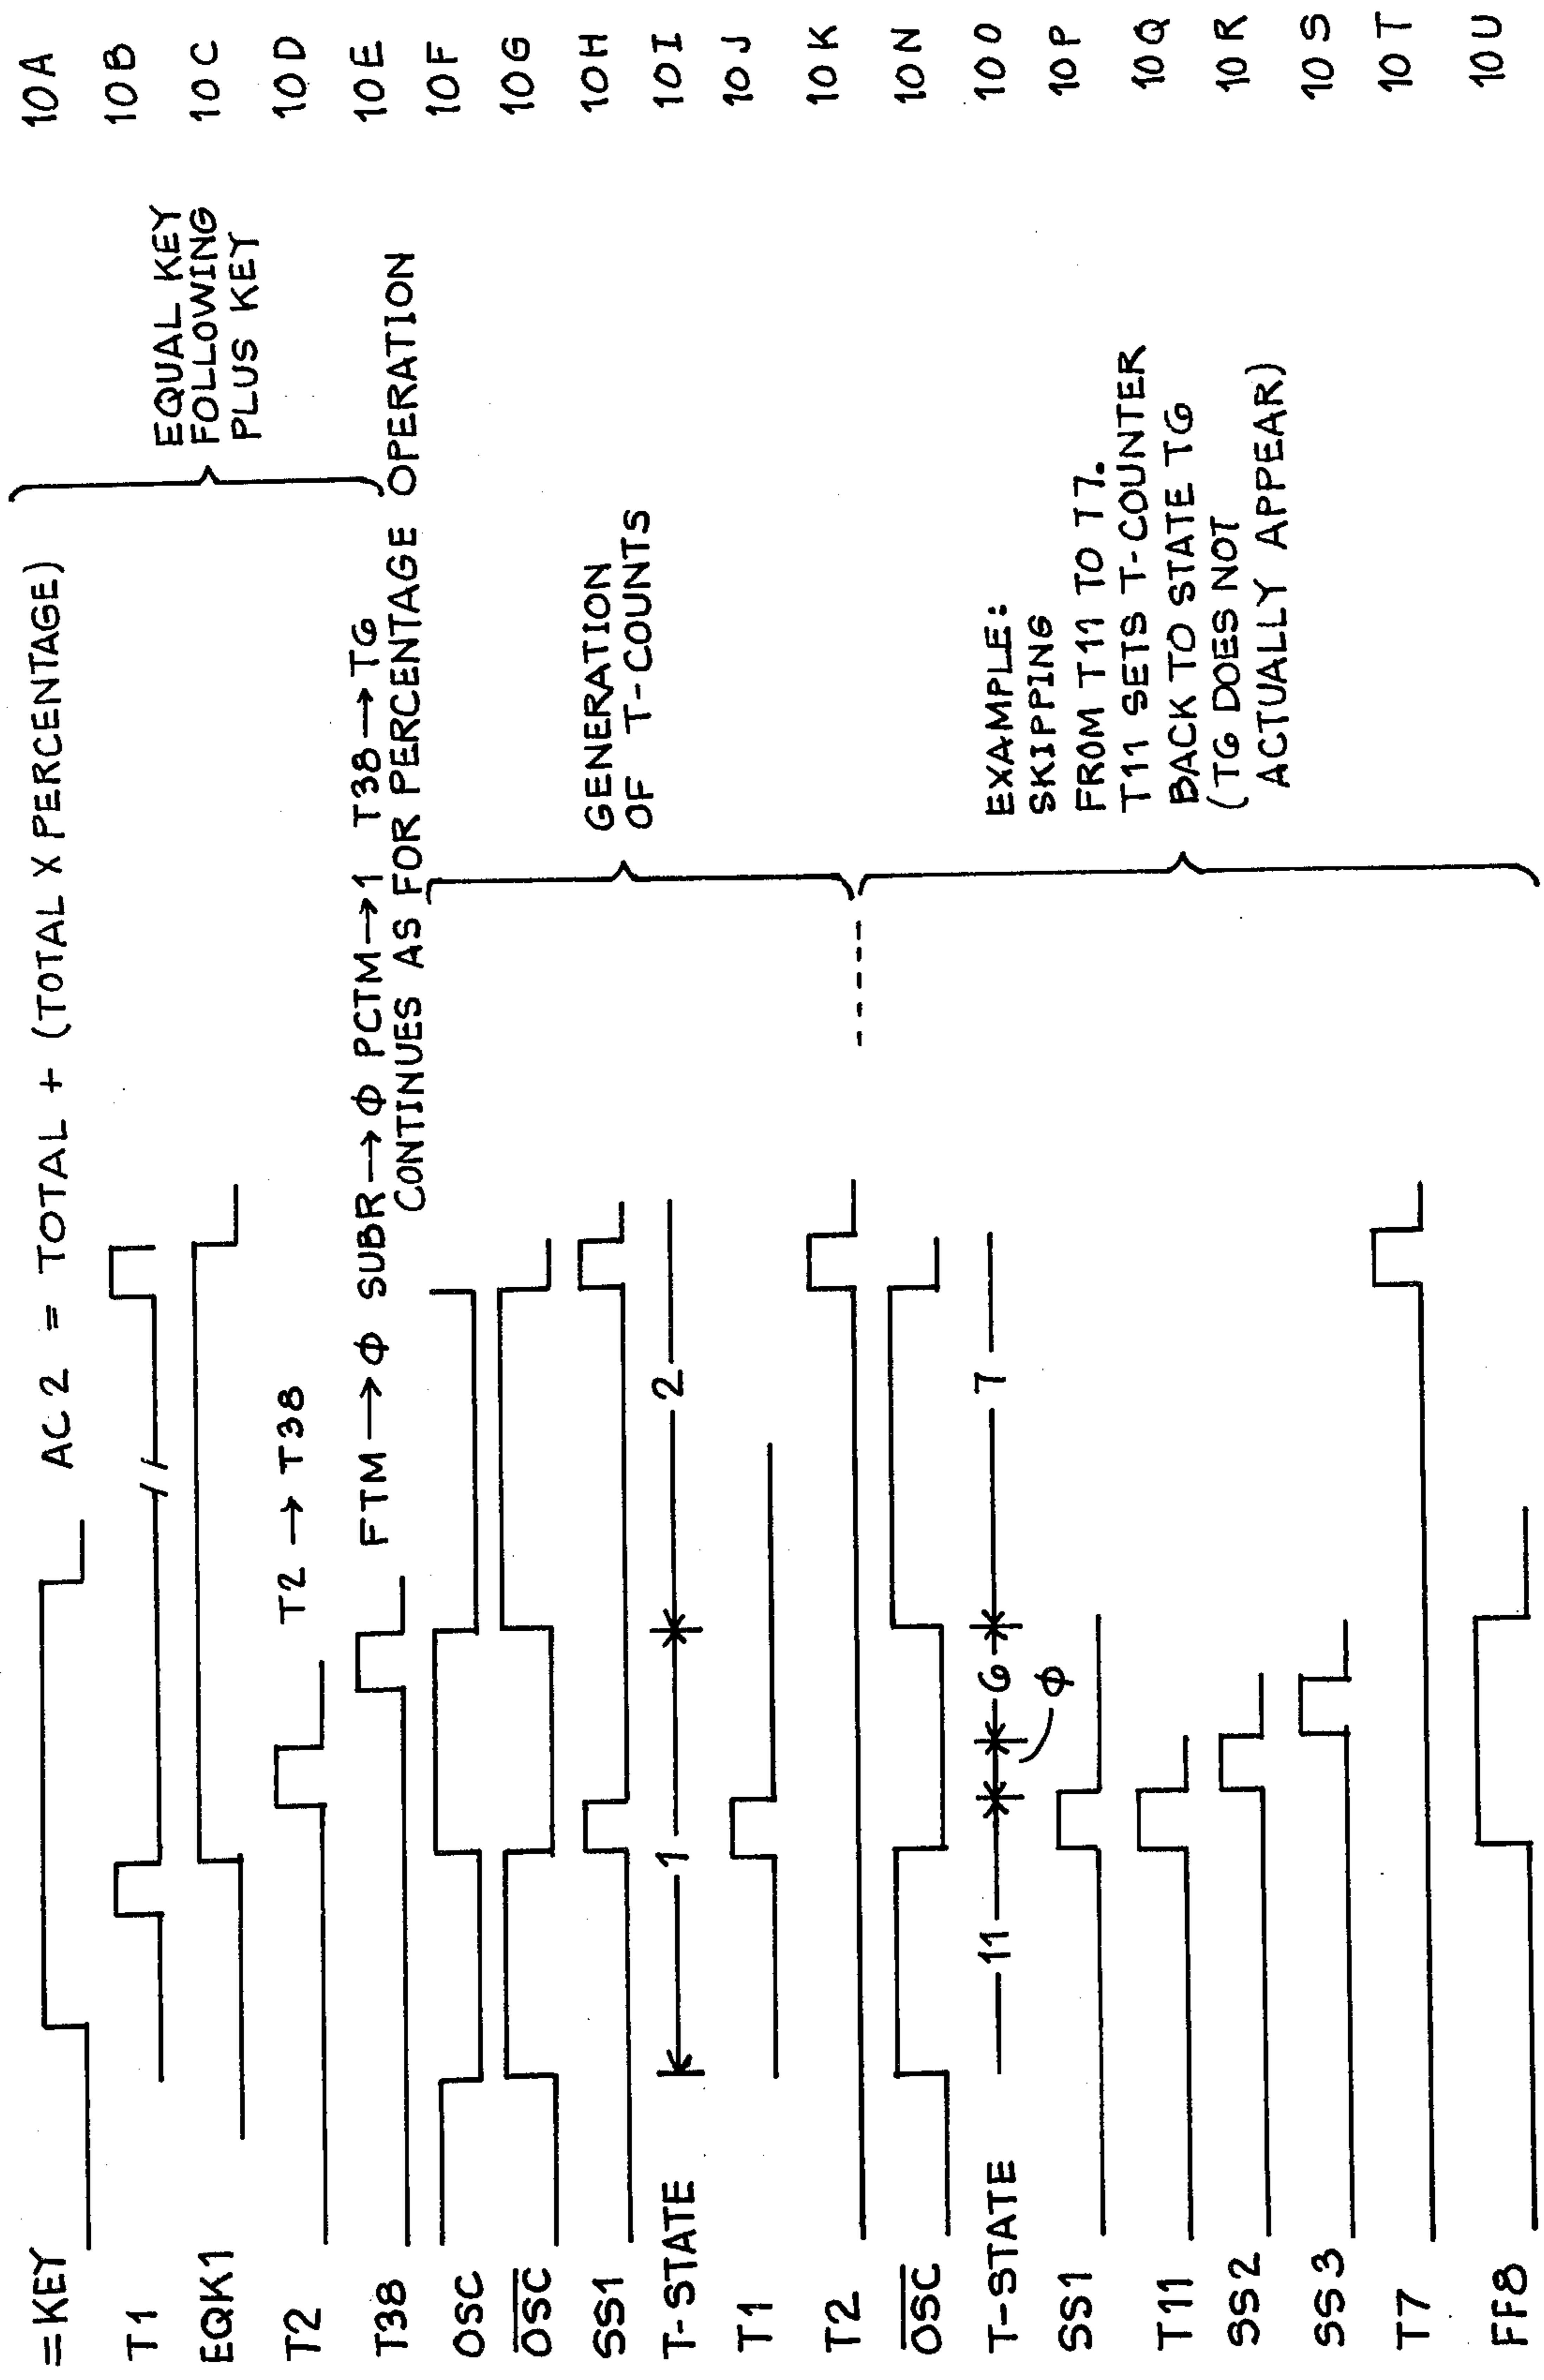 =KEY AC 2 = TOTAL + (TOTAL X PERCENTAGE) 10A
T1 10B
EQK1 10C
T2 T2 → T38 10D
EQUAL KEY
FOLLOWING
PLUS KEY
T38 FTM → Φ SUBR → Φ PCTM → 1 T38 → TG 10E
CONTINUES AS FOR PERCENTAGE OPERATION
OSC 10F
OSC 10G
SS1 10H
T-STATE 1 2 10I
T1 10J
T2 10K
GENERATION
OF T-COUNTS
OSC 10N
T-STATE 11 Φ 6 7 10O
SS1 10P
T11 10Q
SS2 10R
SS3 10S
T7 10T
FF8 10U
EXAMPLE:
SKIPPING
FROM T11 TO T7.
T11 SETS T-COUNTER
BACK TO STATE TG
(TG DOES NOT
ACTUALLY APPEAR)